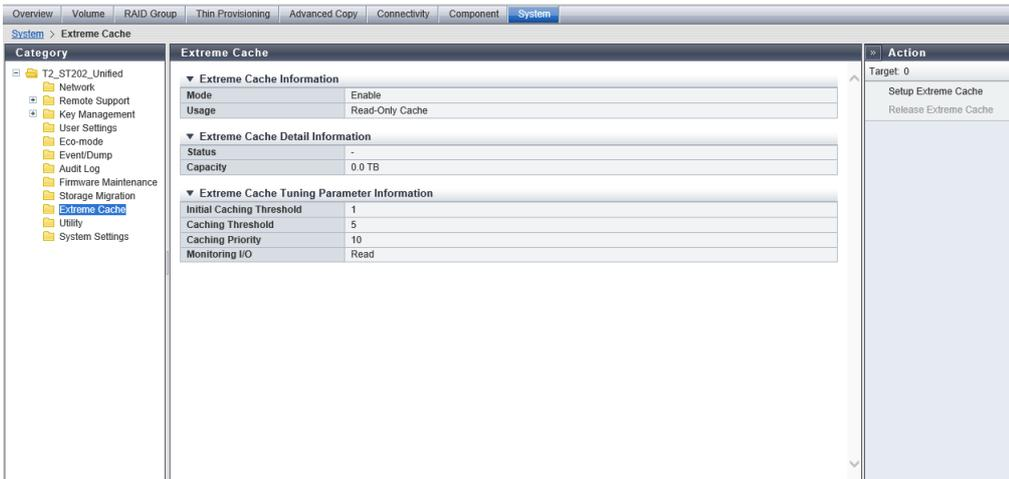 Overview Volume RAID Group Thin Provisioning Advanced Copy Connectivity Component System
System > Extreme Cache
Category
T2_ST202_Unified
Network
Remote Support
Key Management
User Settings
Eco-mode
Event/Dump
Audit Log
Firmware Maintenance
Storage Migration
Extreme Cache
Utility
System Settings
Extreme Cache
▼ Extreme Cache Information
Mode Enable
Usage Read-Only Cache
▼ Extreme Cache Detail Information
Status -
Capacity 0.0 TB
▼ Extreme Cache Tuning Parameter Information
Initial Caching Threshold 1
Caching Threshold 5
Caching Priority 10
Monitoring I/O Read
» Action
Target: 0
Setup Extreme Cache
Release Extreme Cache